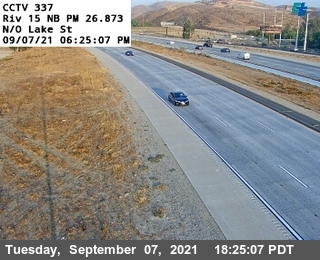 CCTV 337
Riv 15 NB PM 26.873
N/O Lake St
09/07/21 06:25:07 PM
Tuesday, September 07, 2021 18:25:07 PDT